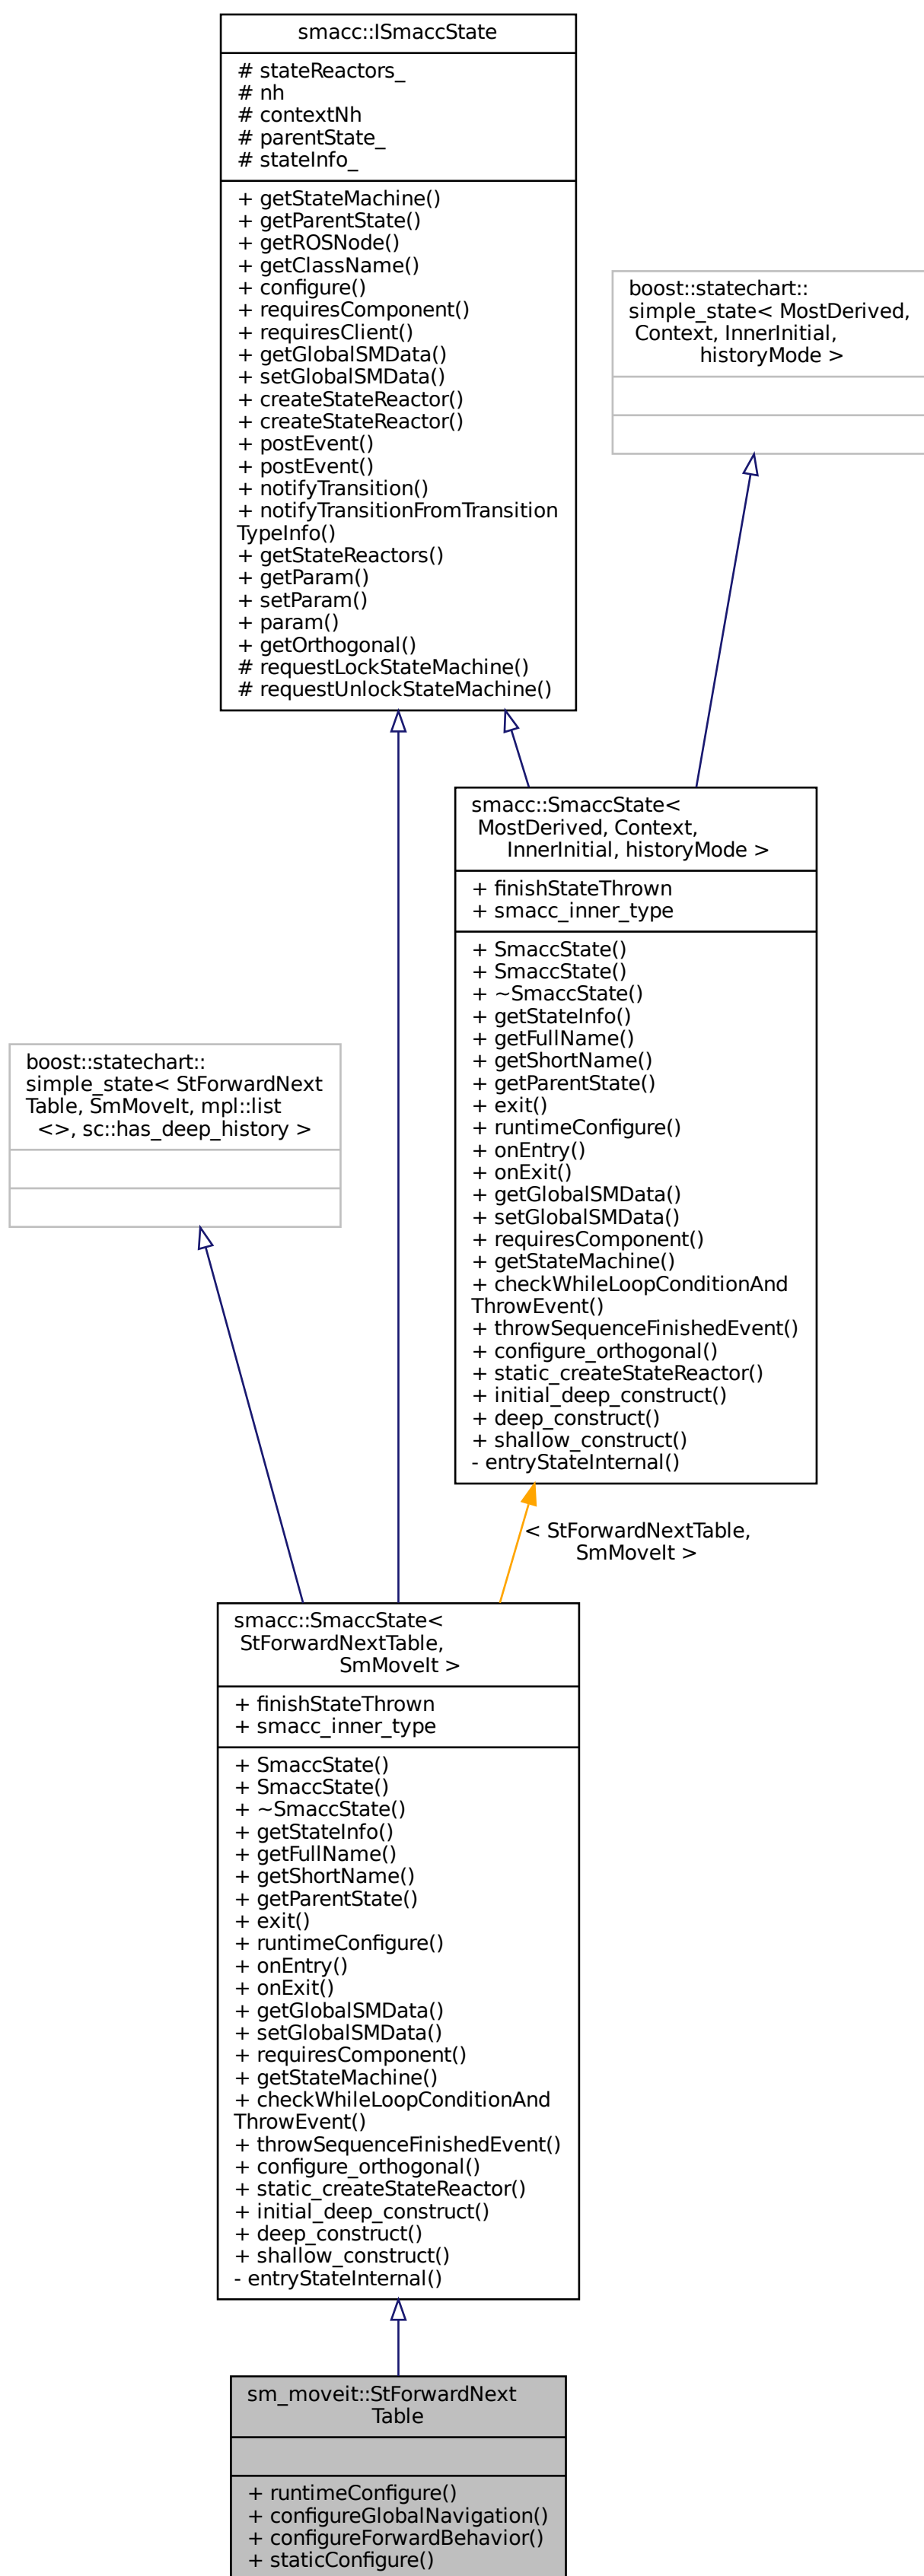 smacc::ISmaccState
# stateReactors_
# nh
# contextNh
# parentState_
# stateInfo_
+ getStateMachine()
+ getParentState()
+ getROSNode()
+ getClassName()
+ configure()
+ requiresComponent()
+ requiresClient()
+ getGlobalSMData()
+ setGlobalSMData()
+ createStateReactor()
+ createStateReactor()
+ postEvent()
+ postEvent()
+ notifyTransition()
+ notifyTransitionFromTransition
TypeInfo()
+ getStateReactors()
+ getParam()
+ setParam()
+ param()
+ getOrthogonal()
# requestLockStateMachine()
# requestUnlockStateMachine()
boost::statechart::
simple_state< MostDerived,
Context, InnerInitial,
historyMode >
smacc::SmaccState<
MostDerived, Context,
InnerInitial, historyMode >
+ finishStateThrown
+ smacc_inner_type
+ SmaccState()
+ SmaccState()
+ ~SmaccState()
+ getStateInfo()
+ getFullName()
+ getShortName()
+ getParentState()
+ exit()
+ runtimeConfigure()
+ onEntry()
+ onExit()
+ getGlobalSMData()
+ setGlobalSMData()
+ requiresComponent()
+ getStateMachine()
+ checkWhileLoopConditionAnd
ThrowEvent()
+ throwSequenceFinishedEvent()
+ configure_orthogonal()
+ static_createStateReactor()
+ initial_deep_construct()
+ deep_construct()
+ shallow_construct()
- entryStateInternal()
boost::statechart::
simple_state< StForwardNext
Table, SmMoveIt, mpl::list
<>, sc::has_deep_history >
< StForwardNextTable,
SmMoveIt >
smacc::SmaccState<
StForwardNextTable,
SmMoveIt >
+ finishStateThrown
+ smacc_inner_type
+ SmaccState()
+ SmaccState()
+ ~SmaccState()
+ getStateInfo()
+ getFullName()
+ getShortName()
+ getParentState()
+ exit()
+ runtimeConfigure()
+ onEntry()
+ onExit()
+ getGlobalSMData()
+ setGlobalSMData()
+ requiresComponent()
+ getStateMachine()
+ checkWhileLoopConditionAnd
ThrowEvent()
+ throwSequenceFinishedEvent()
+ configure_orthogonal()
+ static_createStateReactor()
+ initial_deep_construct()
+ deep_construct()
+ shallow_construct()
- entryStateInternal()
sm_moveit::StForwardNext
Table
+ runtimeConfigure()
+ configureGlobalNavigation()
+ configureForwardBehavior()
+ staticConfigure()